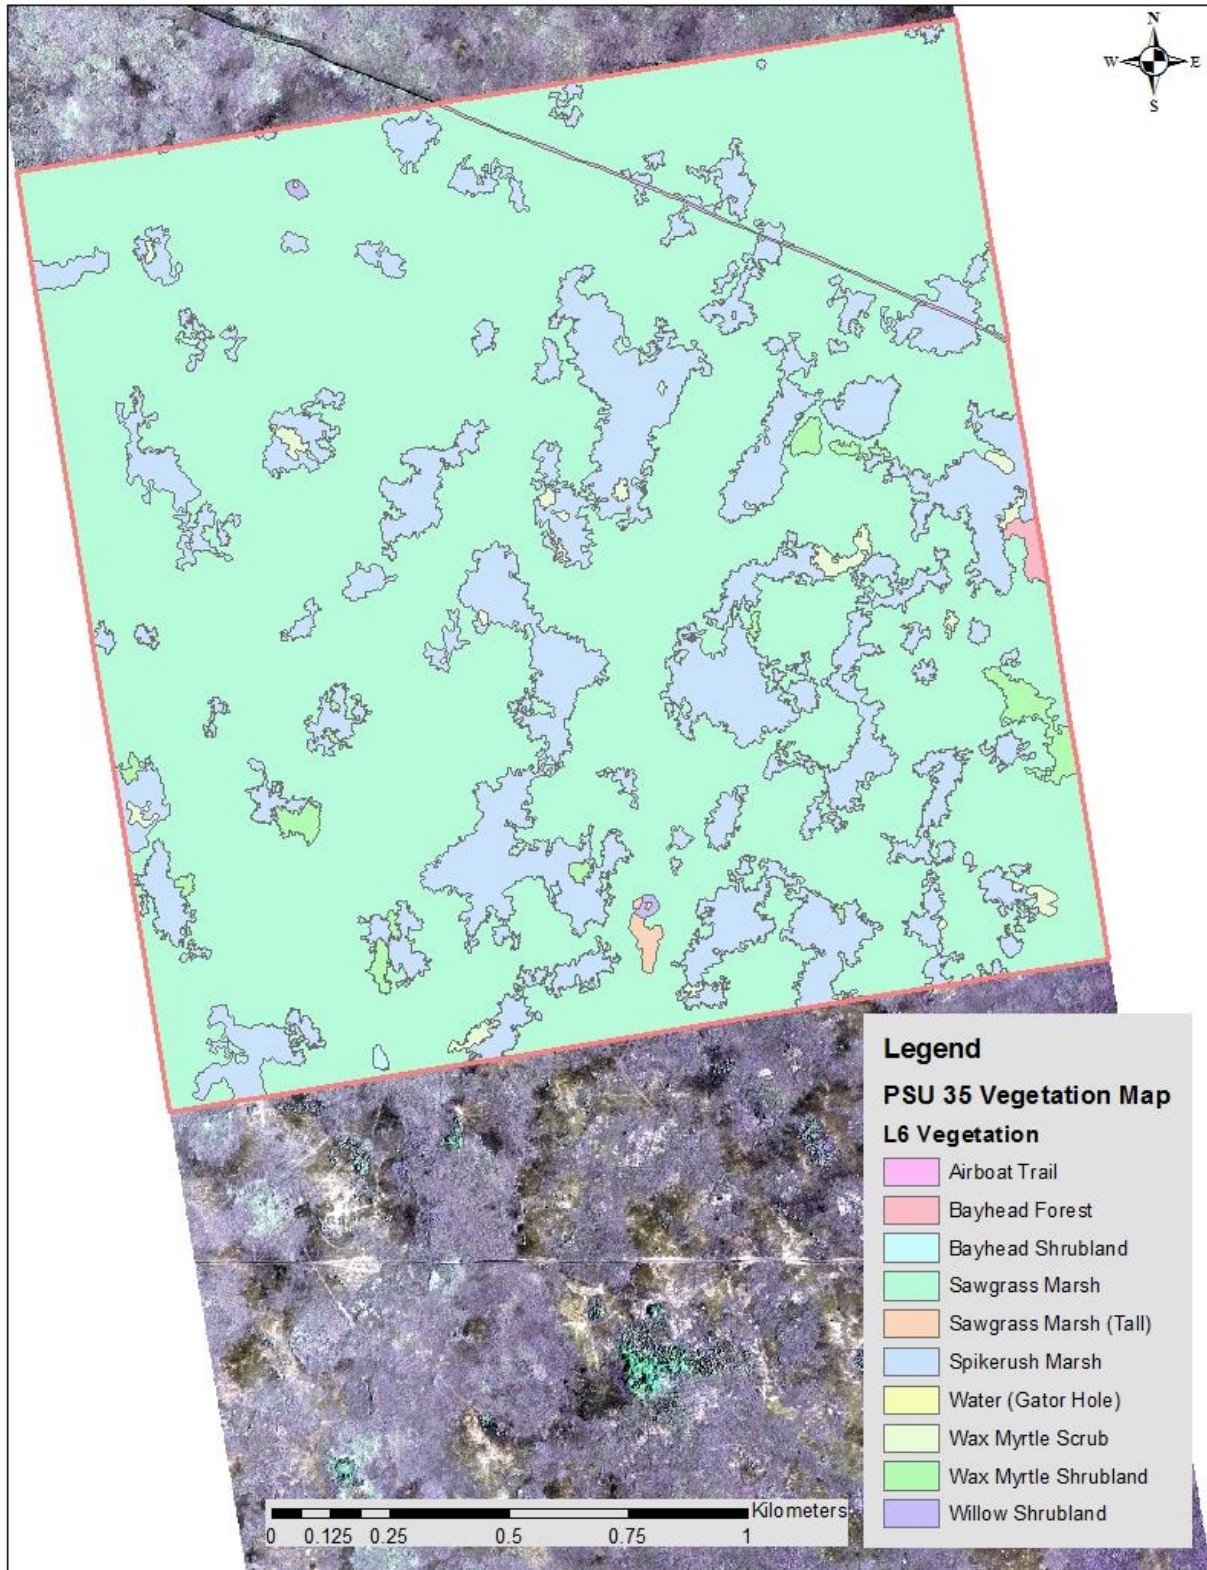 N
W E
S
Legend
PSU 35 Vegetation Map
L6 Vegetation
Airboat Trail
Bayhead Forest
Bayhead Shrubland
Sawgrass Marsh
Sawgrass Marsh (Tall)
Spikerush Marsh
Water (Gator Hole)
Wax Myrtle Scrub
Wax Myrtle Shrubland
Willow Shrubland
Kilometers
0 0.125 0.25 0.5 0.75 1